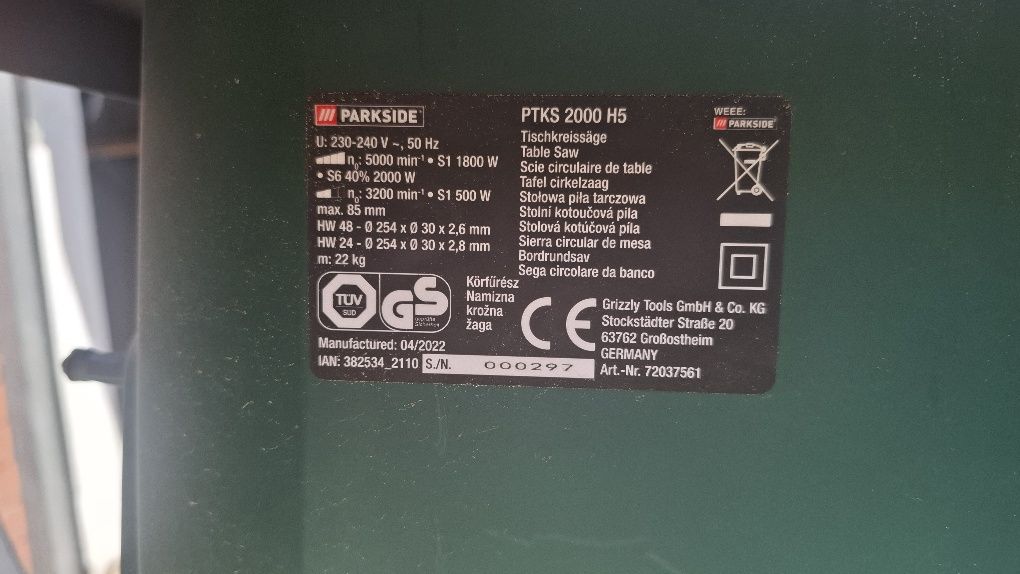 PARKSIDE
U: 230-240 V ~, 50 Hz
n₀: 5000 min⁻¹ • S1 1800 W
• S6 40% 2000 W
n₀: 3200 min⁻¹ • S1 500 W
max. 85 mm
HW 48 - Ø 254 x Ø 30 x 2,6 mm
HW 24 - Ø 254 x Ø 30 x 2,8 mm
m: 22 kg
PTKS 2000 H5
Tischkreissäge
Table Saw
Scie circulaire de table
Tafel cirkelzaag
Stołowa piła tarczowa
Stolní kotoučová pila
Stolová kotúčová píla
Sierra circular de mesa
Bordrundsav
Sega circolare da banco
WEEE:
PARKSIDE
TÜV
SÜD
GS
geprüfte
Sicherheit
Körfűrész
Namizna
krožna
žaga
CE
Grizzly Tools GmbH & Co. KG
Stockstädter Straße 20
63762 Großostheim
GERMANY
Art.-Nr. 72037561
Manufactured: 04/2022
IAN: 382534_2110 S./N. 000297